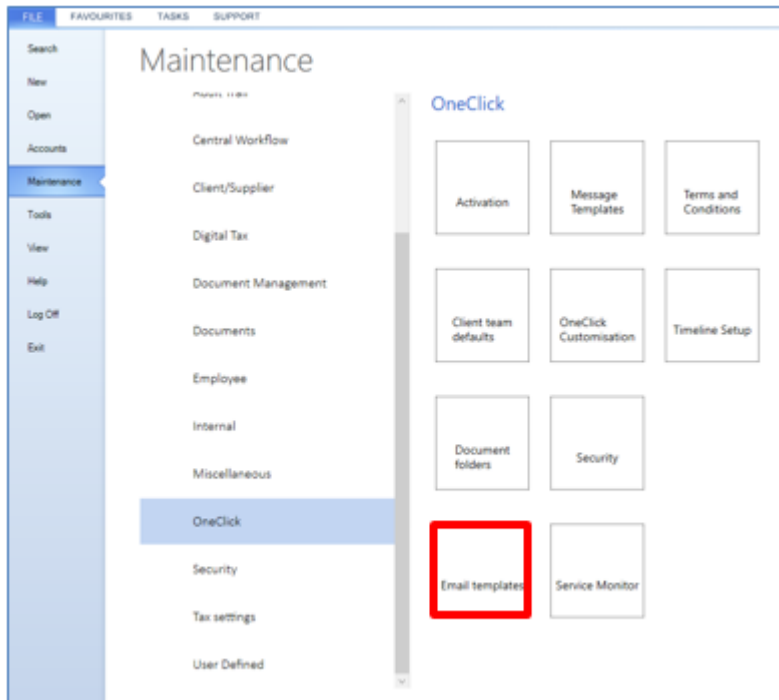 FILE FAVOURITES TASKS SUPPORT
Search
New
Open
Accounts
Maintenance
Tools
View
Help
Log Off
Exit
Maintenance
Central Workflow
Client/Supplier
Digital Tax
Document Management
Documents
Employee
Internal
Miscellaneous
OneClick
Security
Tax settings
User Defined
OneClick
Activation
Message
Templates
Terms and
Conditions
Client team
defaults
OneClick
Customisation
Timeline Setup
Document
folders
Security
Email templates
Service Monitor